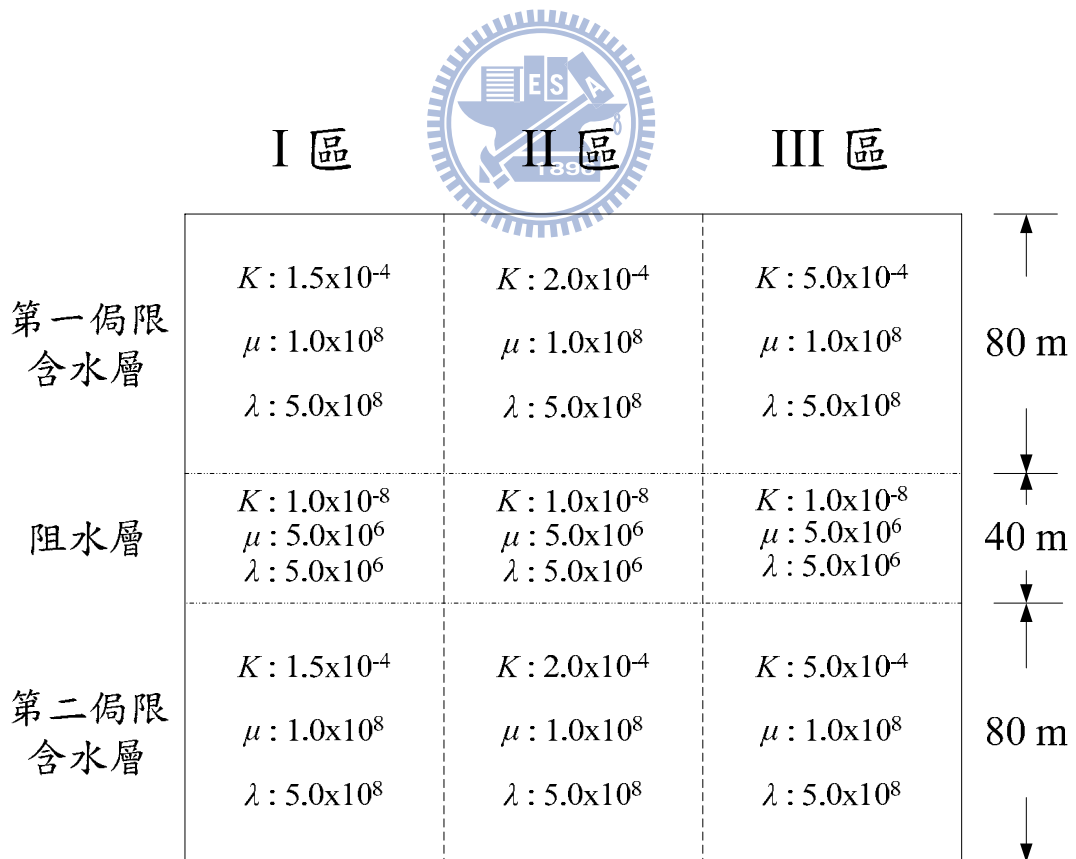 E S A
1896
I 區 II 區 III 區
第一侷限
含水層
K : 1.5x10⁻⁴ K : 2.0x10⁻⁴ K : 5.0x10⁻⁴
μ : 1.0x10⁸ μ : 1.0x10⁸ μ : 1.0x10⁸
λ : 5.0x10⁸ λ : 5.0x10⁸ λ : 5.0x10⁸
80 m
阻水層
K : 1.0x10⁻⁸ K : 1.0x10⁻⁸ K : 1.0x10⁻⁸
μ : 5.0x10⁶ μ : 5.0x10⁶ μ : 5.0x10⁶
λ : 5.0x10⁶ λ : 5.0x10⁶ λ : 5.0x10⁶
40 m
第二侷限
含水層
K : 1.5x10⁻⁴ K : 2.0x10⁻⁴ K : 5.0x10⁻⁴
μ : 1.0x10⁸ μ : 1.0x10⁸ μ : 1.0x10⁸
λ : 5.0x10⁸ λ : 5.0x10⁸ λ : 5.0x10⁸
80 m